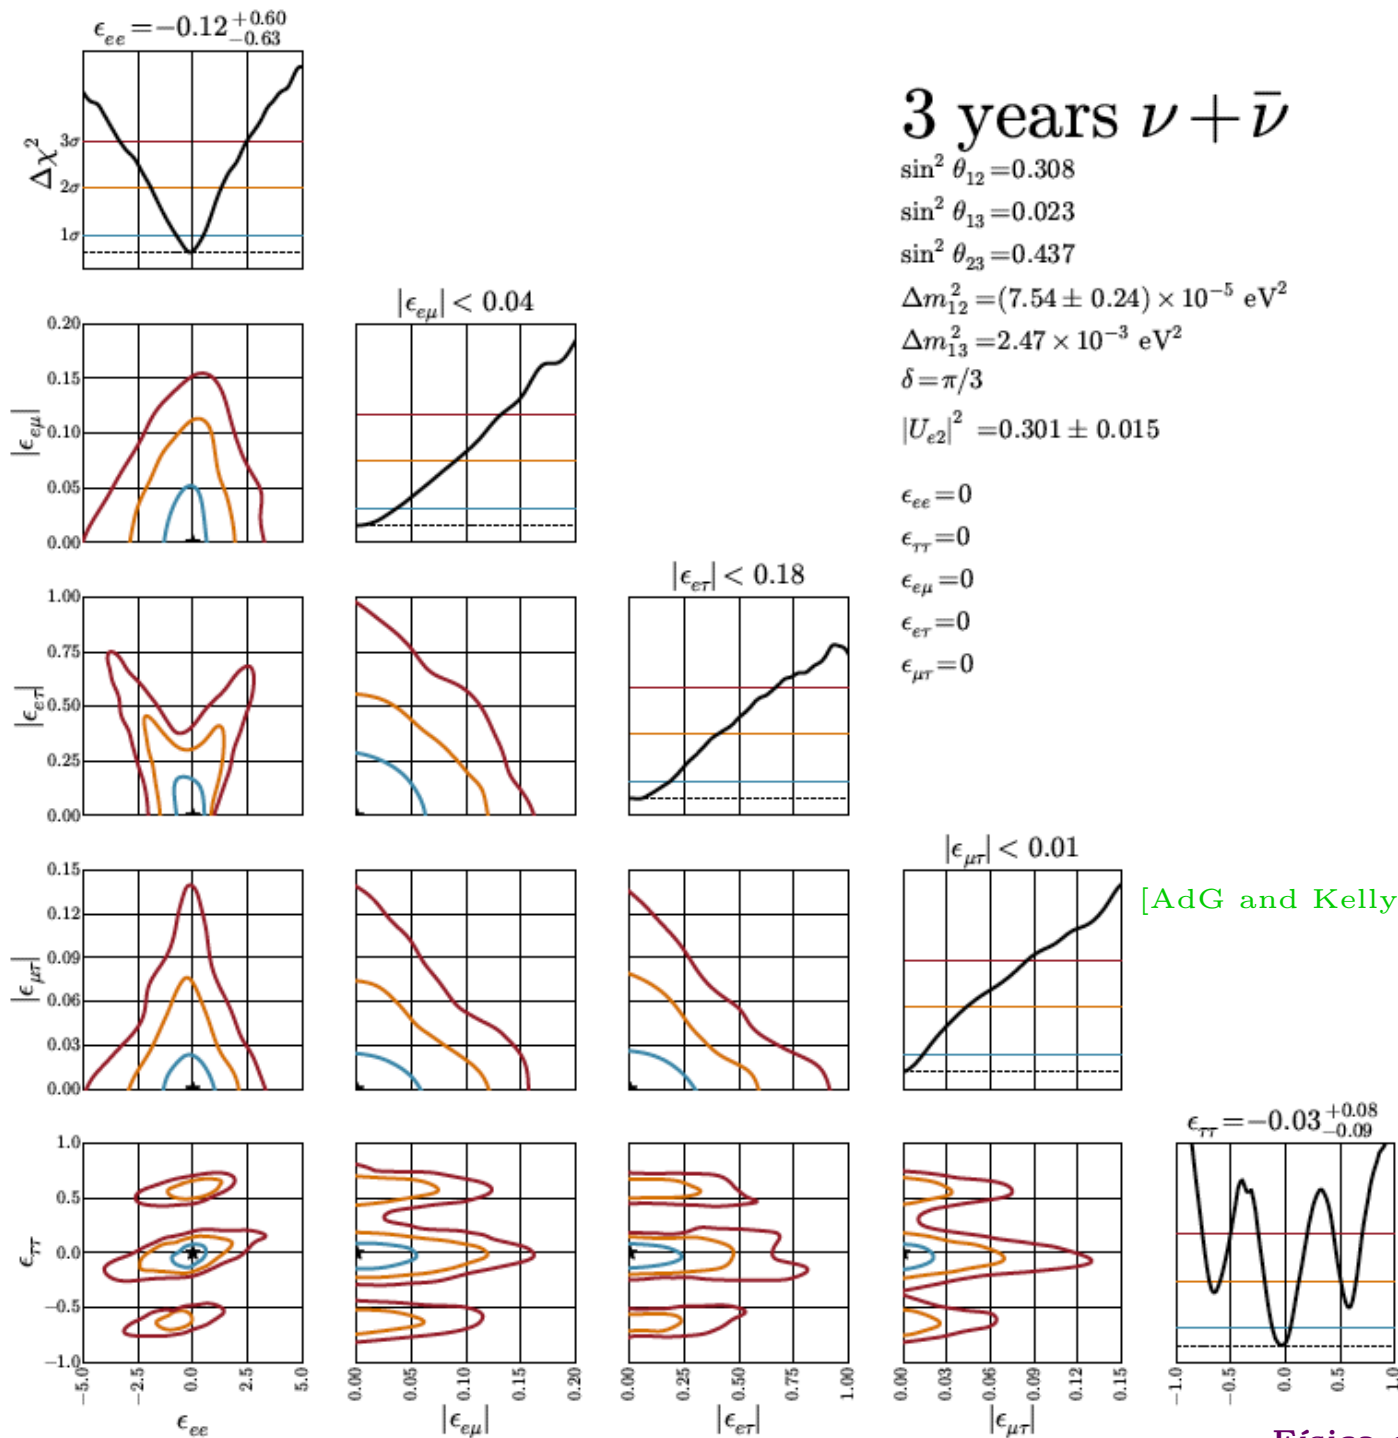 ϵ_ee = −0.12 +0.60 −0.63
Δχ²
3σ
2σ
1σ
3 years ν + ν̄
sin² θ₁₂ = 0.308
sin² θ₁₃ = 0.023
sin² θ₂₃ = 0.437
Δm²₁₂ = (7.54 ± 0.24) × 10⁻⁵ eV²
Δm²₁₃ = 2.47 × 10⁻³ eV²
δ = π/3
|U_e2|² = 0.301 ± 0.015
ϵ_ee = 0
ϵ_ττ = 0
ϵ_eμ = 0
ϵ_eτ = 0
ϵ_μτ = 0
|ϵ_eμ| < 0.04
|ϵ_eμ|
0.20
0.15
0.10
0.05
0.00
|ϵ_eτ| < 0.18
|ϵ_eτ|
1.00
0.75
0.50
0.25
0.00
|ϵ_μτ| < 0.01
|ϵ_μτ|
0.15
0.12
0.09
0.06
0.03
0.00
[AdG and Kelly
ϵ_ττ = −0.03 +0.08 −0.09
ϵ_ττ
1.0
0.5
0.0
−0.5
−1.0
−5.0 −2.5 0.0 2.5 5.0
0.00 0.05 0.10 0.15 0.20
0.00 0.25 0.50 0.75 1.00
0.00 1.03 0.06 0.09 0.12 0.15
−1.0 −0.5 0.0 0.5 1.0
ϵ_ee |ϵ_eμ| |ϵ_eτ| |ϵ_μτ|